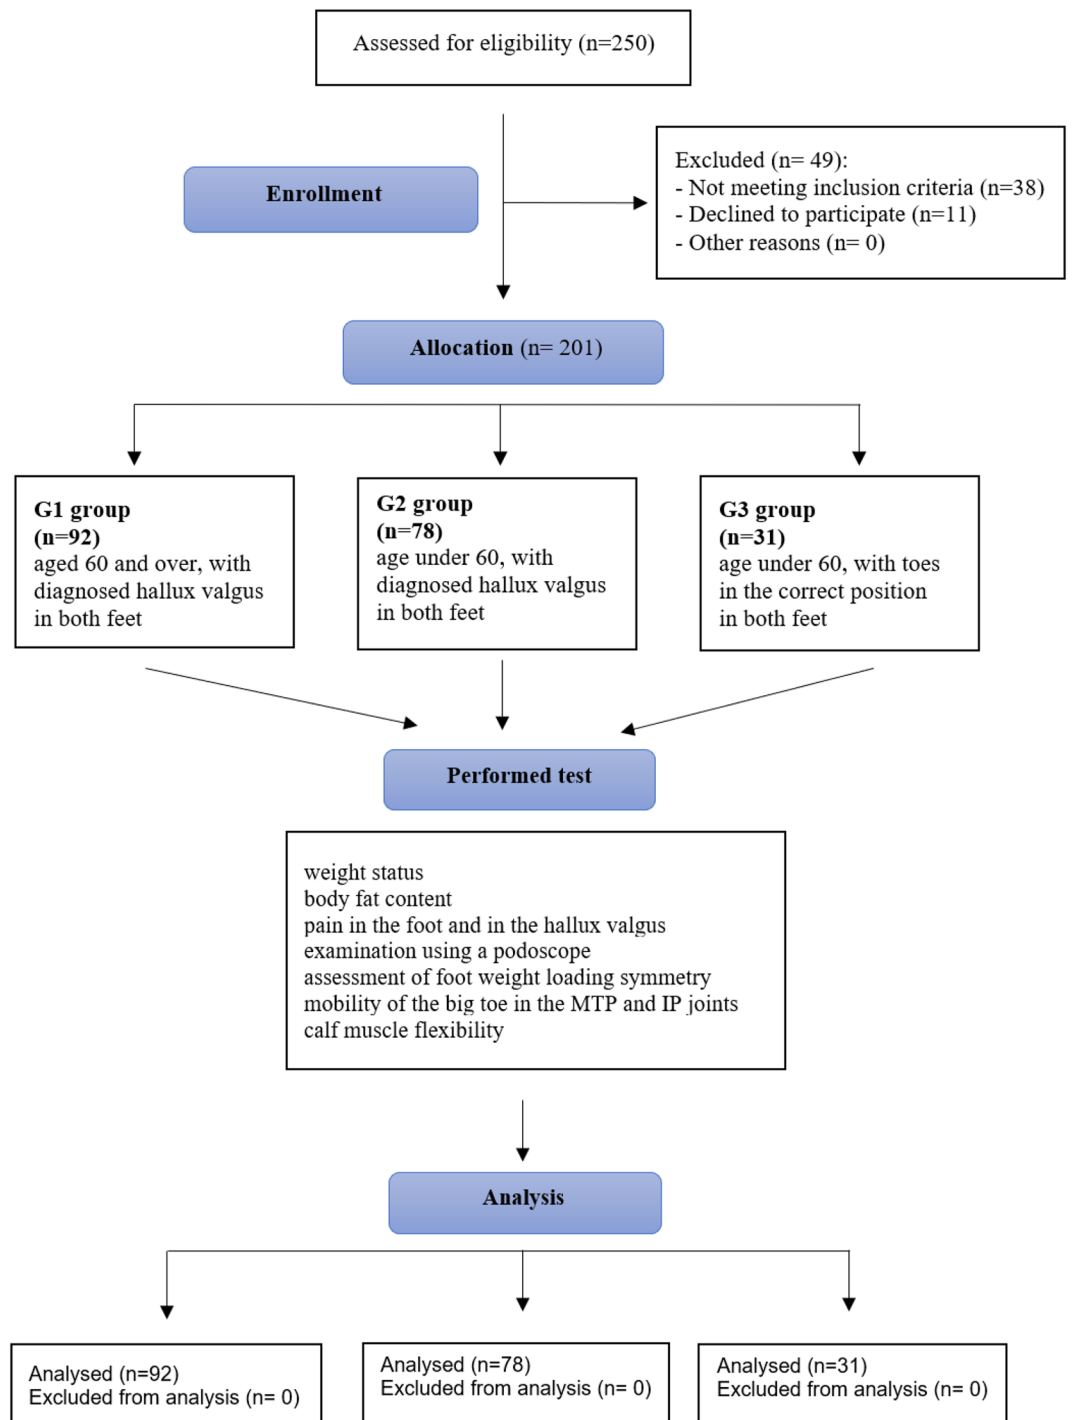 Assessed for eligibility (n=250)
Enrollment
Excluded (n= 49):
- Not meeting inclusion criteria (n=38)
- Declined to participate (n=11)
- Other reasons (n= 0)
Allocation (n= 201)
G1 group
(n=92)
aged 60 and over, with
diagnosed hallux valgus
in both feet
G2 group
(n=78)
age under 60, with
diagnosed hallux valgus
in both feet
G3 group
(n=31)
age under 60, with toes
in the correct position
in both feet
Performed test
weight status
body fat content
pain in the foot and in the hallux valgus
examination using a podoscope
assessment of foot weight loading symmetry
mobility of the big toe in the MTP and IP joints
calf muscle flexibility
Analysis
Analysed (n=92)
Excluded from analysis (n= 0)
Analysed (n=78)
Excluded from analysis (n= 0)
Analysed (n=31)
Excluded from analysis (n= 0)